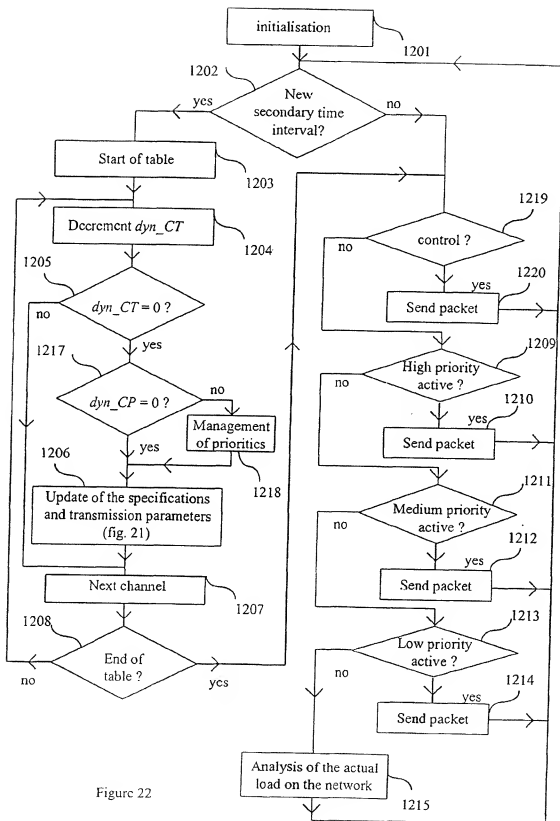 initialisation
1201
1202
New
secondary time
interval?
yes
no
Start of table
1203
Decrement dyn_CT
1204
1205
dyn_CT = 0 ?
no
yes
1217
dyn_CP = 0 ?
no
yes
Management
of priorities
1218
1206
Update of the specifications
and transmission parameters
(fig. 21)
Next channel
1207
1208
End of
table ?
no
yes
1219
control ?
no
yes
1220
Send packet
1209
High priority
active ?
no
yes
1210
Send packet
1211
Medium priority
active ?
no
yes
1212
Send packet
1213
Low priority
active ?
no
yes
1214
Send packet
Analysis of the actual
load on the network
1215
Figure 22